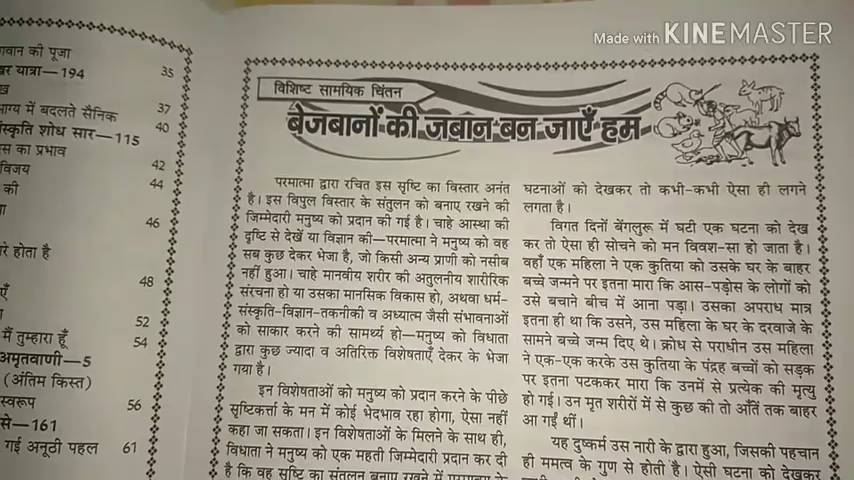 Made with KINEMASTER
गवान की पूजा
यात्रा—194 35
भाग्य में बदलते सैनिक 37
स्कृति शोध सार—115 40
स का प्रभाव
विजय 42
की 44
46
रे होता है
48
52
मैं तुम्हारा हूँ 54
अमृतवाणी—5
(अंतिम किस्त)
स्वरूप 56
से—161
गई अनूठी पहल 61
विशिष्ट सामयिक चिंतन
बेजबानों की जबान बन जाएँ हम
परमात्मा द्वारा रचित इस सृष्टि का विस्तार अनंत
है। इस विपुल विस्तार के संतुलन को बनाए रखने की
जिम्मेदारी मनुष्य को प्रदान की गई है। चाहे आस्था की
दृष्टि से देखें या विज्ञान की—परमात्मा ने मनुष्य को वह
सब कुछ देकर भेजा है, जो किसी अन्य प्राणी को नसीब
नहीं हुआ। चाहे मानवीय शरीर की अतुलनीय शारीरिक
संरचना हो या उसका मानसिक विकास हो, अथवा धर्म-
संस्कृति-विज्ञान-तकनीकी व अध्यात्म जैसी संभावनाओं
को साकार करने की सामर्थ्य हो—मनुष्य को विधाता
द्वारा कुछ ज्यादा व अतिरिक्त विशेषताएँ देकर के भेजा
गया है।
इन विशेषताओं को मनुष्य को प्रदान करने के पीछे
सृष्टिकर्त्ता के मन में कोई भेदभाव रहा होगा, ऐसा नहीं
कहा जा सकता। इन विशेषताओं के मिलने के साथ ही,
विधाता ने मनुष्य को एक महती जिम्मेदारी प्रदान कर दी
है कि वह सृष्टि का संतुलन बनाए रखने में
घटनाओं को देखकर तो कभी-कभी ऐसा ही लगने
लगता है।
विगत दिनों बेंगलुरू में घटी एक घटना को देख
कर तो ऐसा ही सोचने को मन विवश-सा हो जाता है।
वहाँ एक महिला ने एक कुतिया को उसके घर के बाहर
बच्चे जन्मने पर इतना मारा कि आस-पड़ोस के लोगों को
उसे बचाने बीच में आना पड़ा। उसका अपराध मात्र
इतना ही था कि उसने, उस महिला के घर के दरवाजे के
सामने बच्चे जन्म दिए थे। क्रोध से पराधीन उस महिला
ने एक-एक करके उस कुतिया के पंद्रह बच्चों को सड़क
पर इतना पटककर मारा कि उनमें से प्रत्येक की मृत्यु
हो गई। उन मृत शरीरों में से कुछ की तो आँतें तक बाहर
आ गईं थीं।
यह दुष्कर्म उस नारी के द्वारा हुआ, जिसकी पहचान
ही ममत्व के गुण से होती है। ऐसी घटना को देखकर